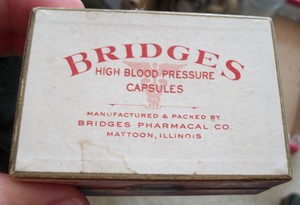 BRIDGES
HIGH BLOOD PRESSURE
CAPSULES
MANUFACTURED & PACKED BY
BRIDGES PHARMACAL CO.
MATTOON, ILLINOIS